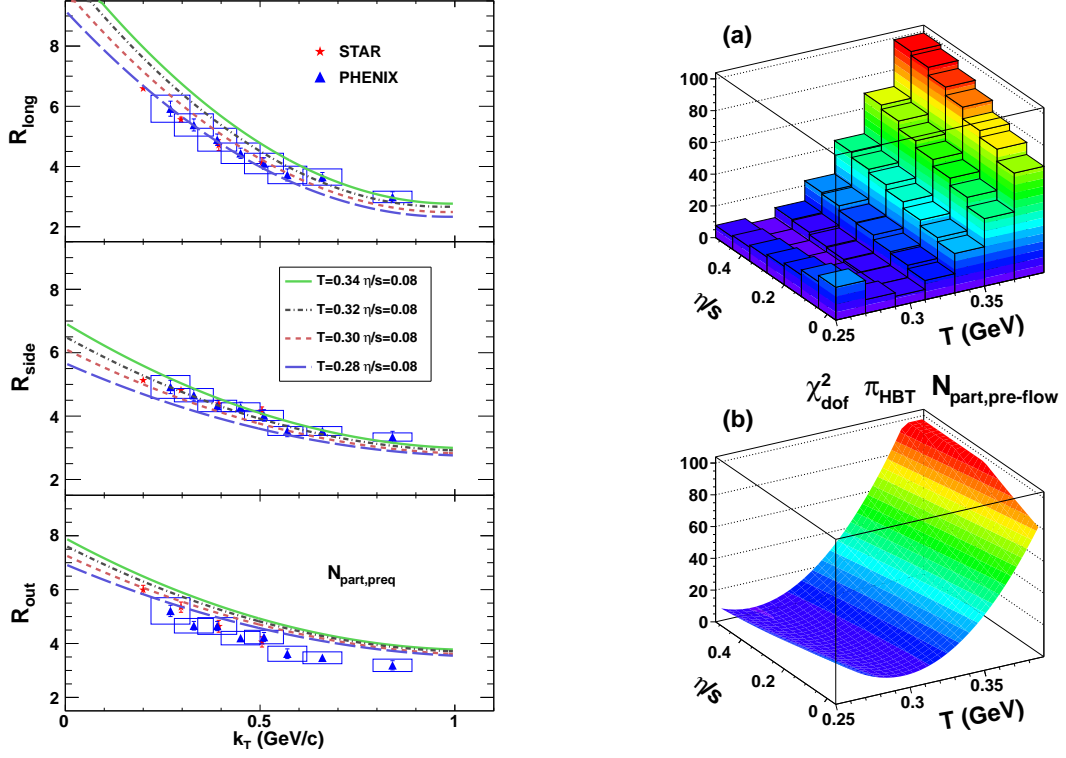 R_long
8
6
4
2
STAR
PHENIX
R_side
8
6
4
2
T=0.34 η/s=0.08
T=0.32 η/s=0.08
T=0.30 η/s=0.08
T=0.28 η/s=0.08
R_out
8
6
4
2
N_part,preq
0
0.5
1
k_T (GeV/c)
(a)
100
80
60
40
20
0
0.4
0.2
0
η/s
0.25
0.3
0.35
T (GeV)
χ²_dof π_HBT N_part,pre-flow
(b)
100
80
60
40
20
0
0.4
0.2
0
η/s
0.25
0.3
0.35
T (GeV)